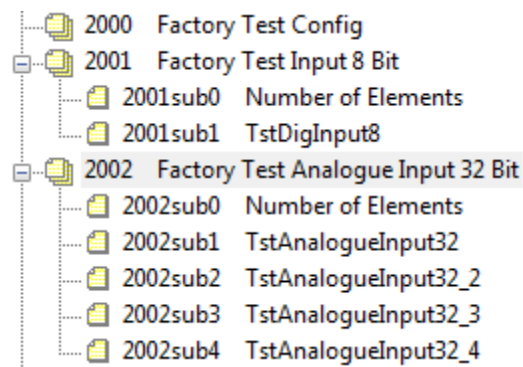 2000 Factory Test Config
2001 Factory Test Input 8 Bit
2001sub0 Number of Elements
2001sub1 TstDigInput8
2002 Factory Test Analogue Input 32 Bit
2002sub0 Number of Elements
2002sub1 TstAnalogueInput32
2002sub2 TstAnalogueInput32_2
2002sub3 TstAnalogueInput32_3
2002sub4 TstAnalogueInput32_4